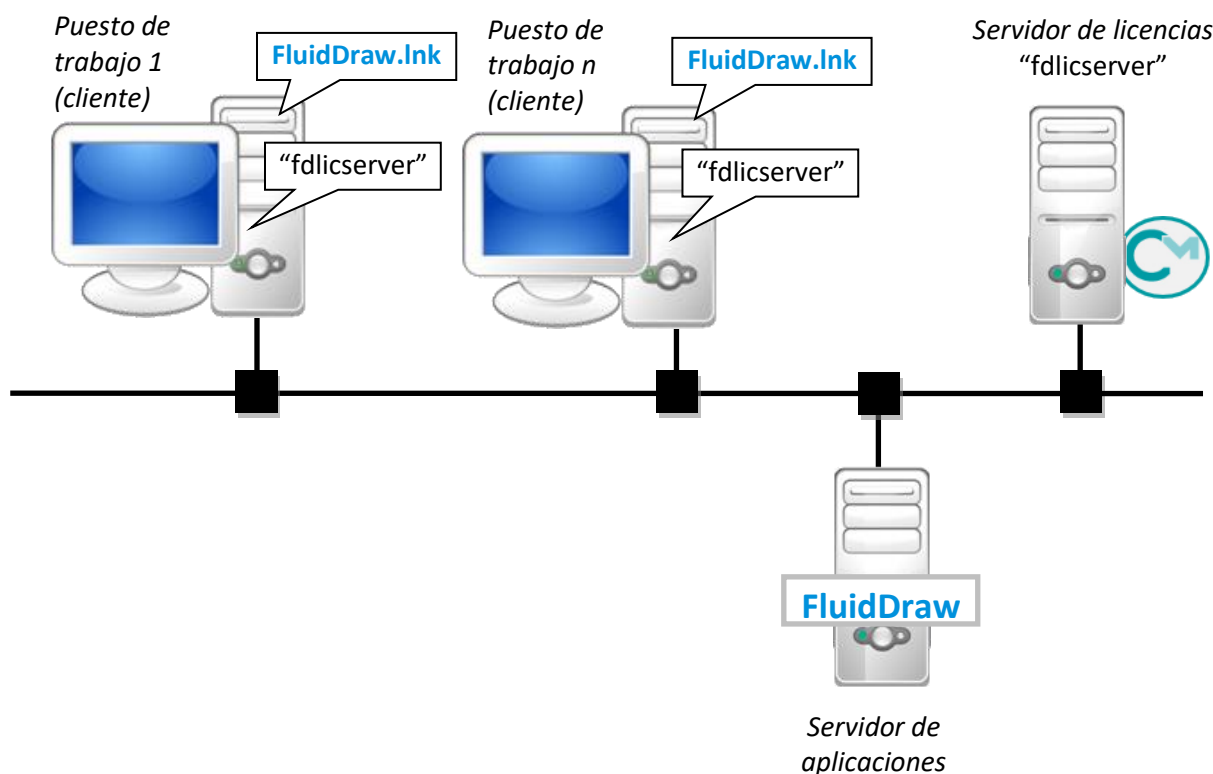 Puesto de
trabajo 1
(cliente)
FluidDraw.lnk
“fdlicserver”
Puesto de
trabajo n
(cliente)
FluidDraw.lnk
“fdlicserver”
Servidor de licencias
“fdlicserver”
CM
FluidDraw
Servidor de
aplicaciones